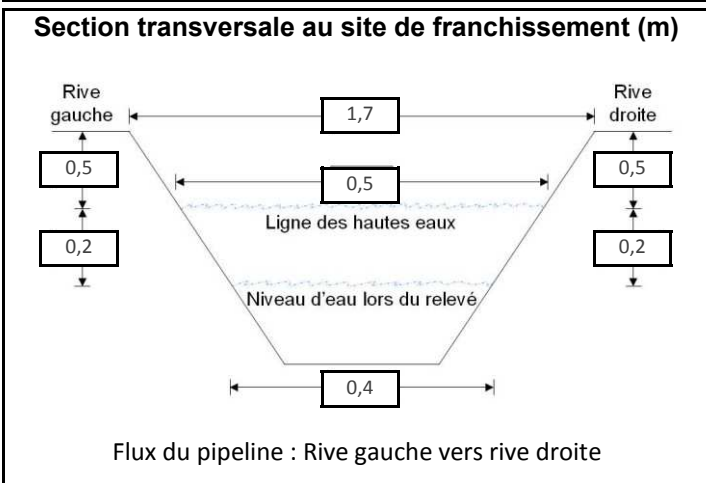 Section transversale au site de franchissement (m)
Rive
gauche
1,7
Rive
droite
0,5
0,5
0,5
Ligne des hautes eaux
0,2
0,2
Niveau d'eau lors du relevé
0,4
Flux du pipeline : Rive gauche vers rive droite